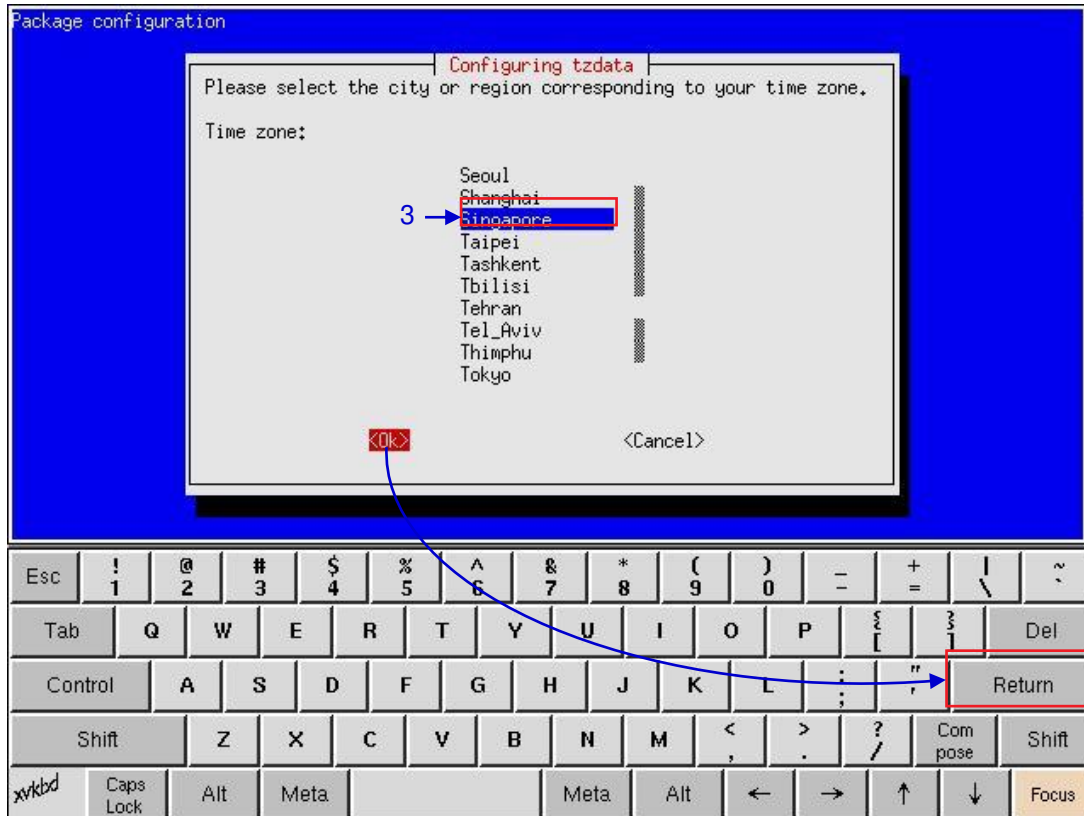 Package configuration
Configuring tzdata
Please select the city or region corresponding to your time zone.
Time zone:
Seoul
Shanghai
3
Singapore
Taipei
Tashkent
Tbilisi
Tehran
Tel_Aviv
Thimphu
Tokyo
<Ok> <Cancel>
Esc ! 1 @ 2 # 3 $ 4 % 5 ^ 6 & 7 * 8 ( 9 ) 0 _ - + = | \ ~ `
Tab Q W E R T Y U I O P { [ } ] Del
Control A S D F G H J K L : ; " ' Return
Shift Z X C V B N M < , > . ? / Com pose Shift
xvkbd Caps Lock Alt Meta Meta Alt ← → ↑ ↓ Focus